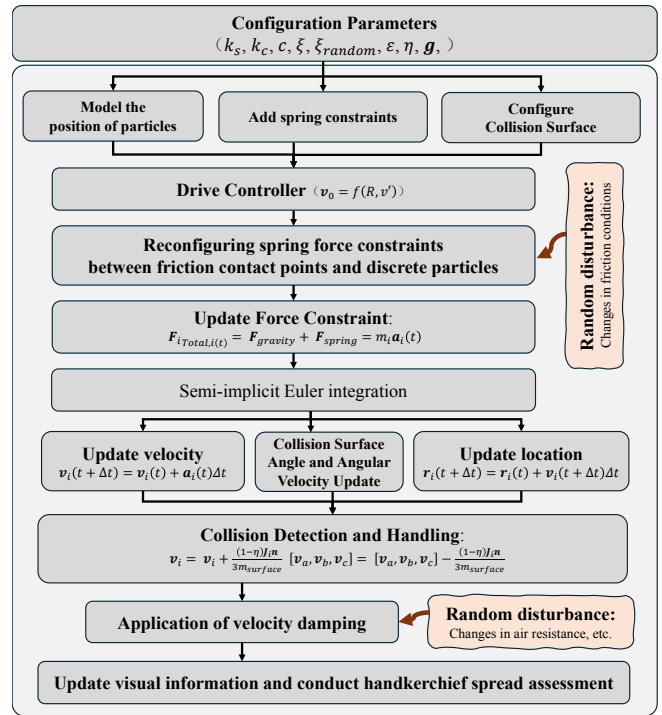 Configuration Parameters
（k_s, k_c, c, ξ, ξ_random, ε, η, g, ）
Model the
position of particles
Add spring constraints
Configure
Collision Surface
Drive Controller（v_0 = f(R, v′)）
Random disturbance:
Changes in friction conditions
Reconfiguring spring force constraints
between friction contact points and discrete particles
Update Force Constraint:
F_{i_{Total,i(t)}} = F_gravity + F_spring = m_i a_i(t)
Semi-implicit Euler integration
Update velocity
v_i(t + Δt) = v_i(t) + a_i(t)Δt
Collision Surface
Angle and Angular
Velocity Update
Update location
r_i(t + Δt) = r_i(t) + v_i(t + Δt)Δt
Collision Detection and Handling:
v_i = v_i + (1−η)J_i n / 3m_surface [v_a, v_b, v_c] = [v_a, v_b, v_c] − (1−η)J_i n / 3m_surface
Application of velocity damping
Random disturbance:
Changes in air resistance, etc.
Update visual information and conduct handkerchief spread assessment